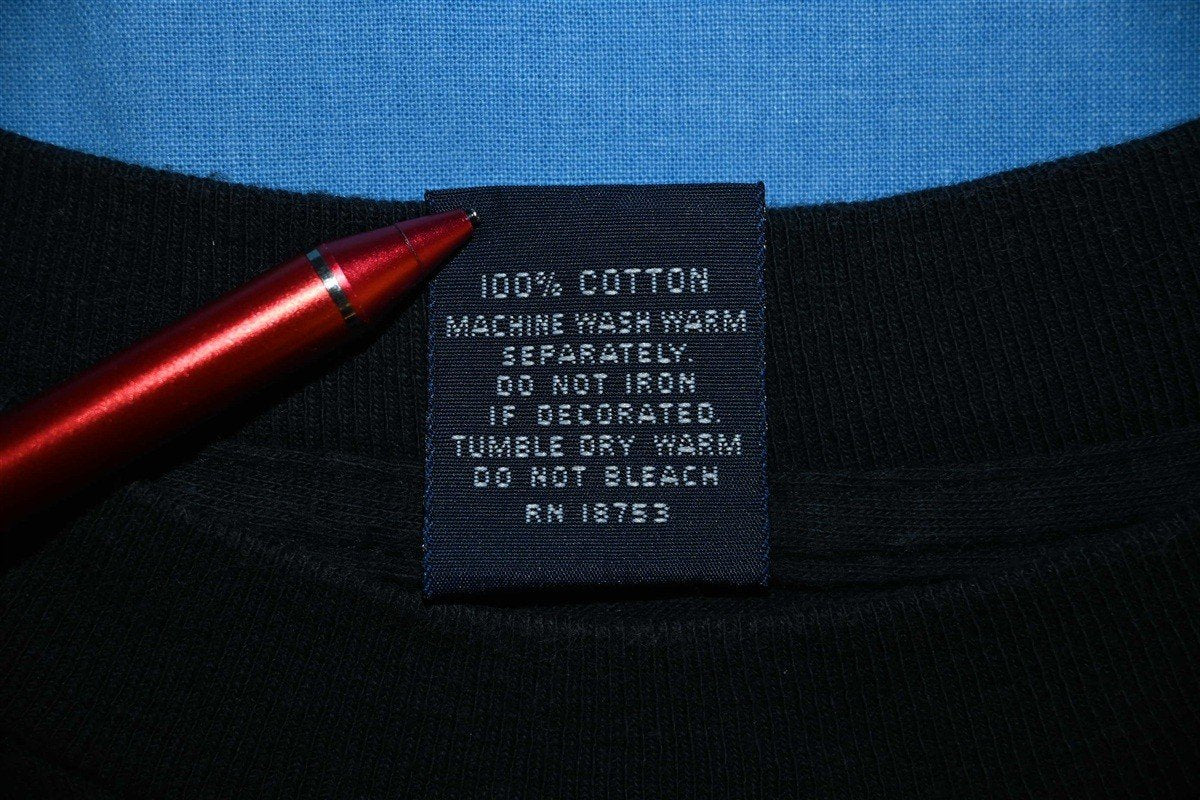 100% COTTON
MACHINE WASH WARM
SEPARATELY.
DO NOT IRON
IF DECORATED.
TUMBLE DRY WARM
DO NOT BLEACH
RN 18753